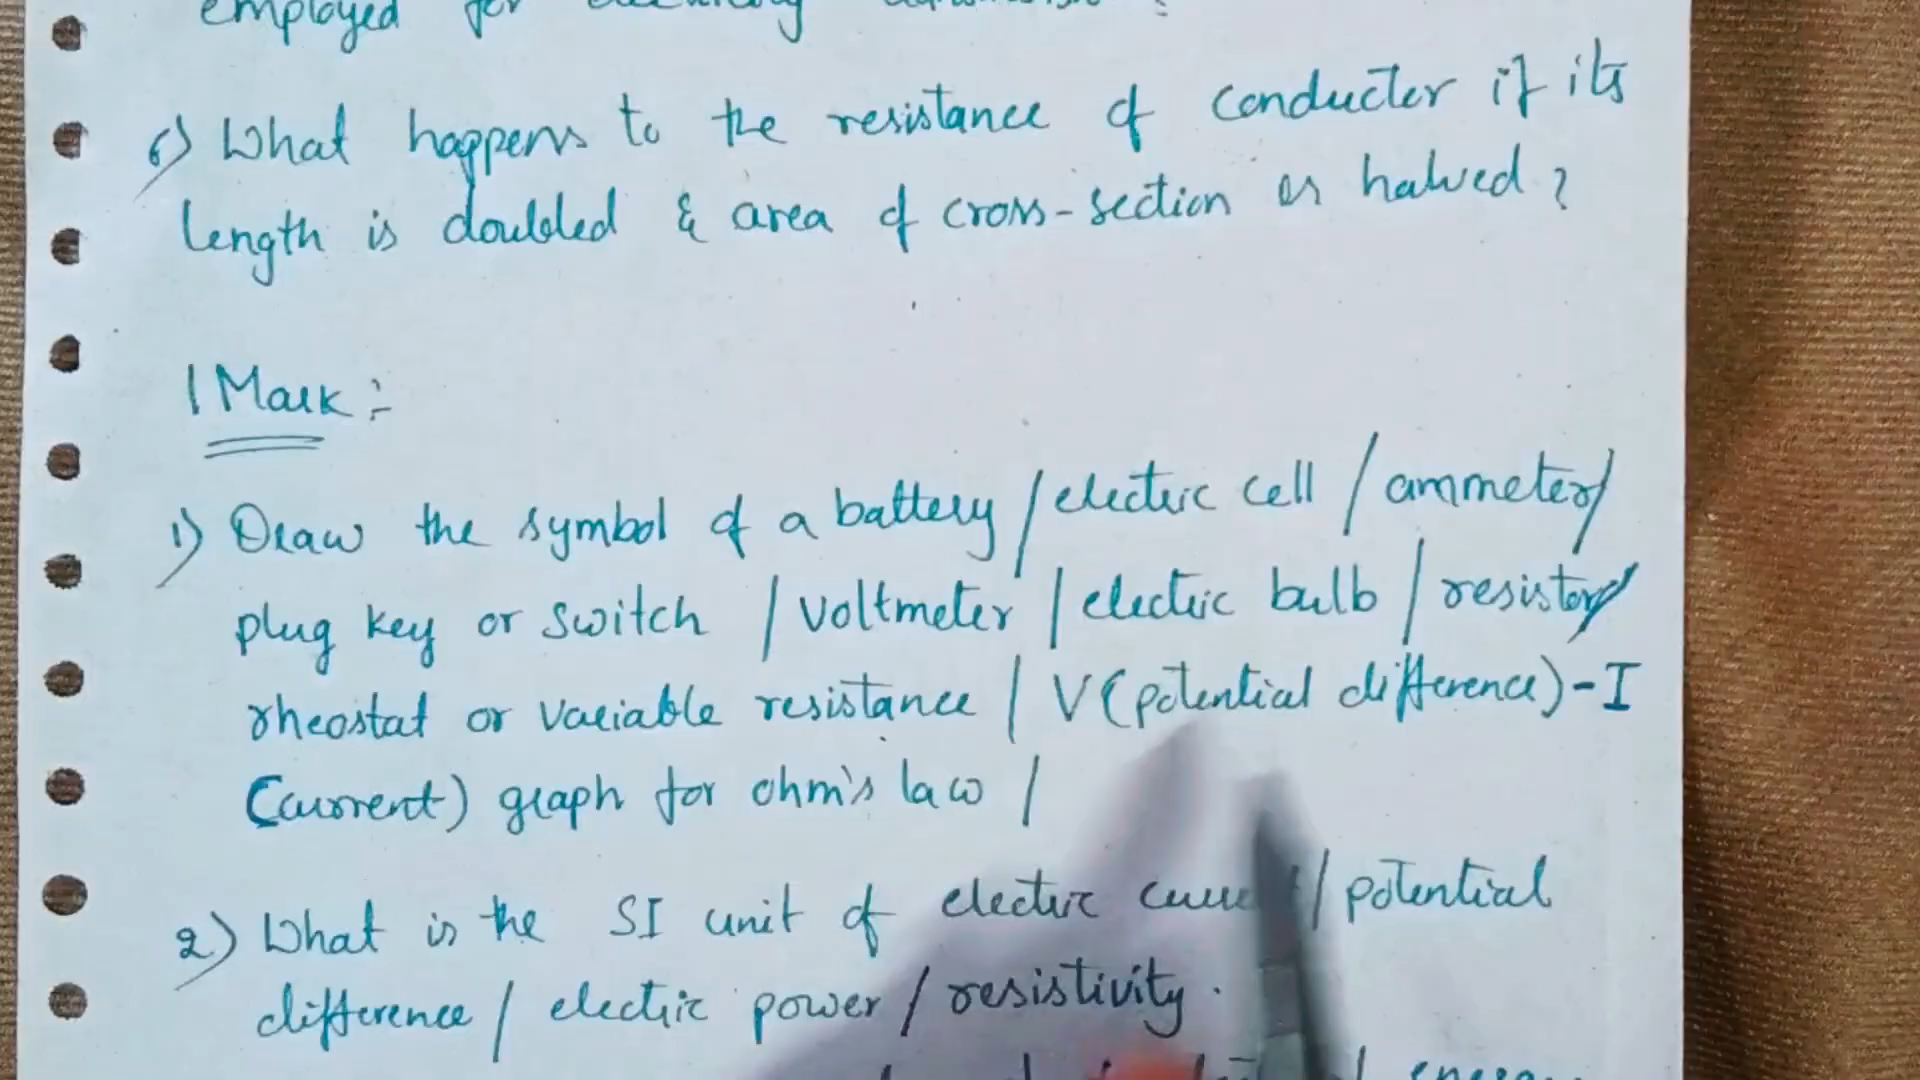 employed for
6) What happens to the resistance of conductor if its
length is doubled & area of cross-section is halved ?
1 Mark :-
1) Draw the symbol of a battery / electric cell / ammeter/
plug key or switch / voltmeter / electric bulb / resistor/
rheostat or variable resistance / V (potential difference) - I
(current) graph for ohm's law /
2) What is the SI unit of electric / potential
difference / electric power / resistivity .
energy